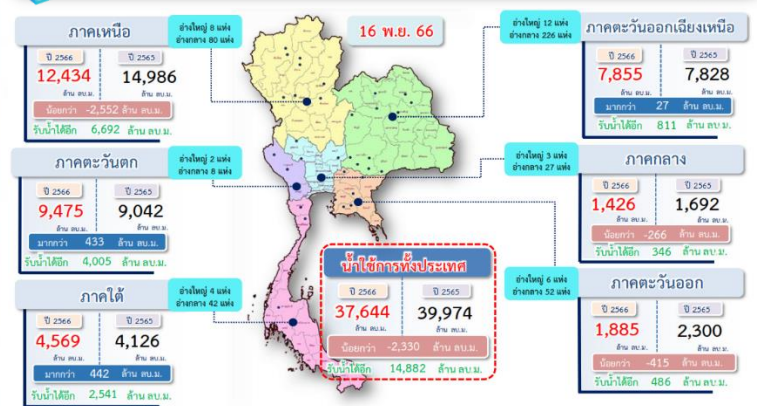 16 พ.ย. 66
ภาคเหนือ
อ่างใหญ่ 8 แห่ง
อ่างกลาง 80 แห่ง
ปี 2566 ปี 2565
12,434 14,986
ล้าน ลบ.ม. ล้าน ลบ.ม.
น้อยกว่า -2,552 ล้าน ลบ.ม.
รับน้ำได้อีก 6,692 ล้าน ลบ.ม.
ภาคตะวันออกเฉียงเหนือ
อ่างใหญ่ 12 แห่ง
อ่างกลาง 226 แห่ง
ปี 2566 ปี 2565
7,855 7,828
ล้าน ลบ.ม. ล้าน ลบ.ม.
มากกว่า 27 ล้าน ลบ.ม.
รับน้ำได้อีก 811 ล้าน ลบ.ม.
ภาคตะวันตก
อ่างใหญ่ 2 แห่ง
อ่างกลาง 8 แห่ง
ปี 2566 ปี 2565
9,475 9,042
ล้าน ลบ.ม. ล้าน ลบ.ม.
มากกว่า 433 ล้าน ลบ.ม.
รับน้ำได้อีก 4,005 ล้าน ลบ.ม.
ภาคกลาง
อ่างใหญ่ 3 แห่ง
อ่างกลาง 27 แห่ง
ปี 2566 ปี 2565
1,426 1,692
ล้าน ลบ.ม. ล้าน ลบ.ม.
น้อยกว่า -266 ล้าน ลบ.ม.
รับน้ำได้อีก 346 ล้าน ลบ.ม.
ภาคใต้
อ่างใหญ่ 4 แห่ง
อ่างกลาง 42 แห่ง
ปี 2566 ปี 2565
4,569 4,126
ล้าน ลบ.ม. ล้าน ลบ.ม.
มากกว่า 442 ล้าน ลบ.ม.
รับน้ำได้อีก 2,541 ล้าน ลบ.ม.
น้ำใช้การทั้งประเทศ
ปี 2566 ปี 2565
37,644 39,974
ล้าน ลบ.ม. ล้าน ลบ.ม.
น้อยกว่า -2,330 ล้าน ลบ.ม.
รับน้ำได้อีก 14,882 ล้าน ลบ.ม.
ภาคตะวันออก
อ่างใหญ่ 6 แห่ง
อ่างกลาง 52 แห่ง
ปี 2566 ปี 2565
1,885 2,300
ล้าน ลบ.ม. ล้าน ลบ.ม.
น้อยกว่า -415 ล้าน ลบ.ม.
รับน้ำได้อีก 486 ล้าน ลบ.ม.